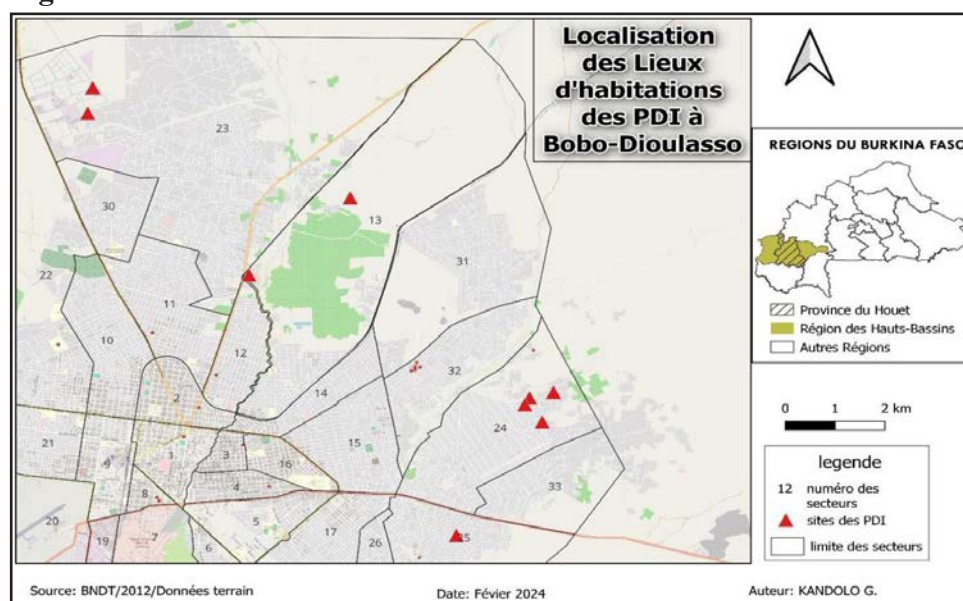 Localisation
des Lieux
d'habitations
des PDI à
Bobo-Dioulasso
23
30
13
22
31
11
10
12
32
2
14
24
21
1
3
15
9
16
4
33
8
20
5
17
25
19
7
6
26
REGIONS DU BURKINA FASO
Province du Houet
Région des Hauts-Bassins
Autres Régions
0 1 2 km
legende
12 numéro des
secteurs
sites des PDI
limite des secteurs
Source: BNDT/2012/Données terrain
Date: Févier 2024
Auteur: KANDOLO G.